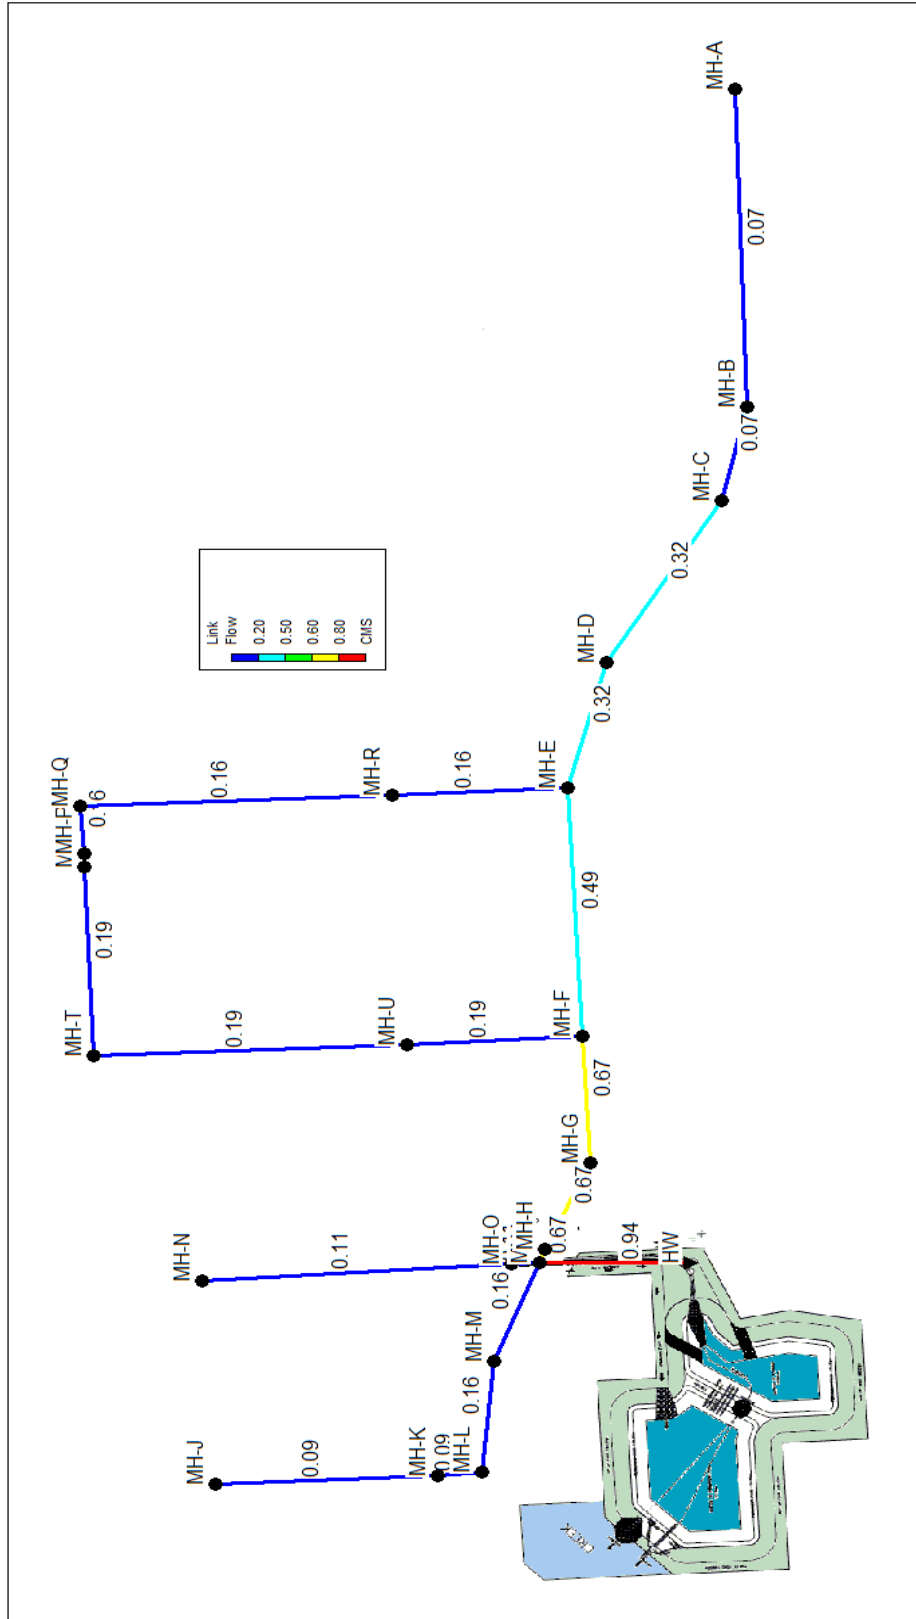 MH-A
0.07
MH-B
0.07
MH-C
0.32
MH-D
0.32
MH-E
Link
Flow
0.20
0.50
0.60
0.80
CMS
MH-Q
0.16
MH-R
0.16
0.49
0.19
MH-T
0.19
MH-U
0.19
MH-F
0.67
MH-G
0.67
0.67
MH-H
MH-O
MH-N
0.11
0.16
0.94
HW
MH-M
0.16
MH-L
0.09
MH-K
0.09
MH-J